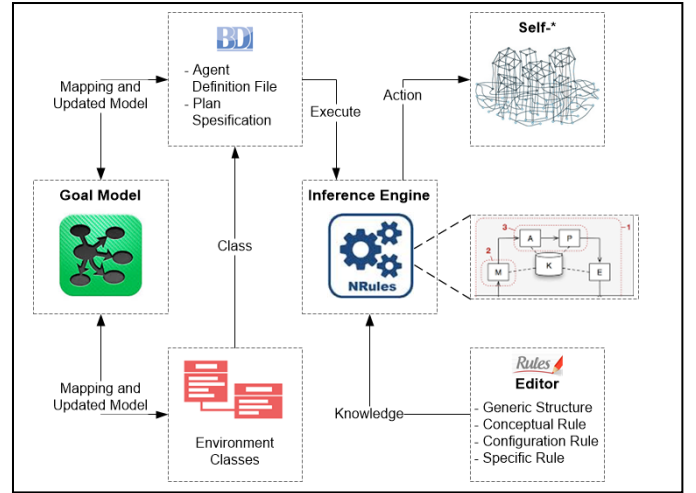 BDI
- Agent
Definition File
- Plan
Spesification
Self-*
Mapping and
Updated Model
Execute
Action
Goal Model
Inference Engine
NRules
Class
3
1
A
P
2
M
K
E
Mapping and
Updated Model
Environment
Classes
Knowledge
Rules
Editor
- Generic Structure
- Conceptual Rule
- Configuration Rule
- Specific Rule